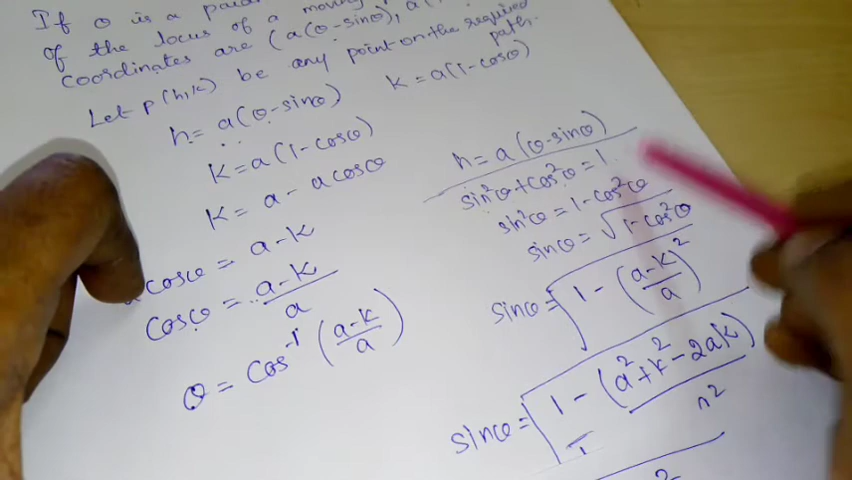 If θ is a para
of the locus of a moving
coordinates are (a(θ-sinθ), a(1
Let P(h,k) be any point on the required path.
h = a(θ-sinθ) k = a(1-cosθ)
k = a(1-cosθ)
k = a - a cosθ
a cosθ = a-k
cosθ = (a-k)/a
θ = cos⁻¹((a-k)/a)
h = a(θ-sinθ)
sin²θ+cos²θ=1
sin²θ = 1-cos²θ
sinθ = √(1-cos²θ)
sinθ = √(1 - ((a-k)/a)²)
sinθ = √(1/1 - (a²+k²-2ak)/a²)